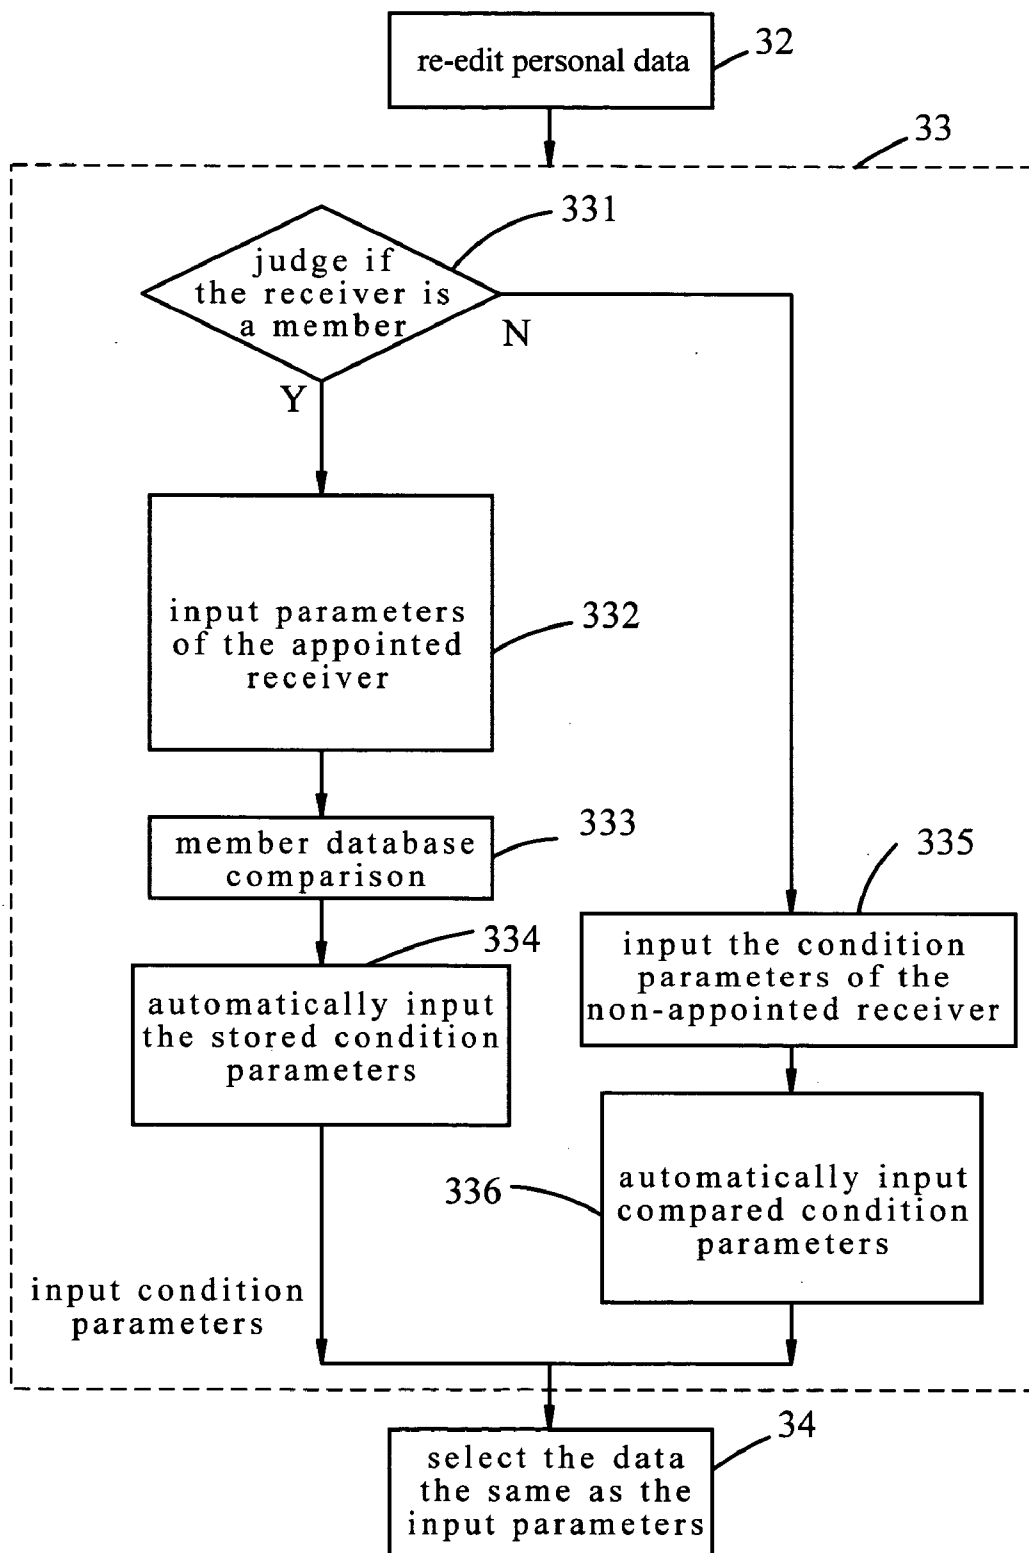 re-edit personal data
32
33
331
judge if
the receiver is
a member
N
Y
input parameters
of the appointed
receiver
332
member database
comparison
333
334
automatically input
the stored condition
parameters
335
input the condition
parameters of the
non-appointed receiver
336
automatically input
compared condition
parameters
input condition
parameters
34
select the data
the same as the
input parameters